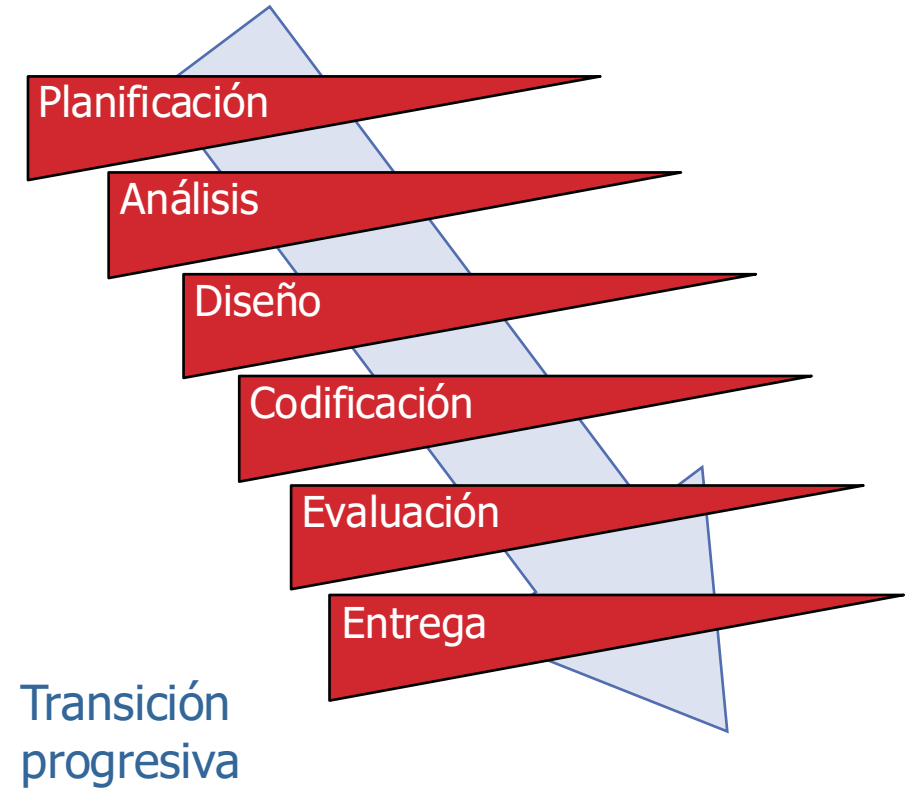 Planificación
Análisis
Diseño
Codificación
Evaluación
Entrega
Transición
progresiva